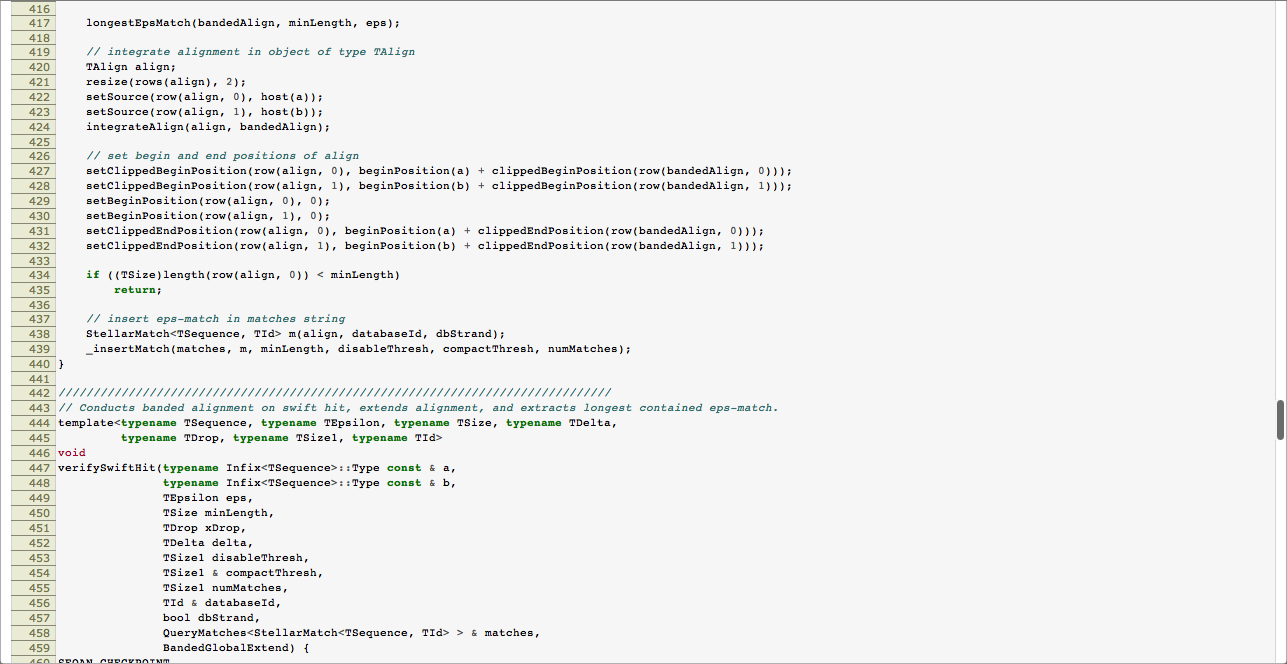 416
417 longestEpsMatch(bandedAlign, minLength, eps);
418
419 // integrate alignment in object of type TAlign
420 TAlign align;
421 resize(rows(align), 2);
422 setSource(row(align, 0), host(a));
423 setSource(row(align, 1), host(b));
424 integrateAlign(align, bandedAlign);
425
426 // set begin and end positions of align
427 setClippedBeginPosition(row(align, 0), beginPosition(a) + clippedBeginPosition(row(bandedAlign, 0)));
428 setClippedBeginPosition(row(align, 1), beginPosition(b) + clippedBeginPosition(row(bandedAlign, 1)));
429 setBeginPosition(row(align, 0), 0);
430 setBeginPosition(row(align, 1), 0);
431 setClippedEndPosition(row(align, 0), beginPosition(a) + clippedEndPosition(row(bandedAlign, 0)));
432 setClippedEndPosition(row(align, 1), beginPosition(b) + clippedEndPosition(row(bandedAlign, 1)));
433
434 if ((TSize)length(row(align, 0)) < minLength)
435 return;
436
437 // insert eps-match in matches string
438 StellarMatch<TSequence, TId> m(align, databaseId, dbStrand);
439 _insertMatch(matches, m, minLength, disableThresh, compactThresh, numMatches);
440 }
441
442 ///////////////////////////////////////////////////////////////////////////////
443 // Conducts banded alignment on swift hit, extends alignment, and extracts longest contained eps-match.
444 template<typename TSequence, typename TEpsilon, typename TSize, typename TDelta,
445 typename TDrop, typename TSize1, typename TId>
446 void
447 verifySwiftHit(typename Infix<TSequence>::Type const & a,
448 typename Infix<TSequence>::Type const & b,
449 TEpsilon eps,
450 TSize minLength,
451 TDrop xDrop,
452 TDelta delta,
453 TSize1 disableThresh,
454 TSize1 & compactThresh,
455 TSize1 numMatches,
456 TId & databaseId,
457 bool dbStrand,
458 QueryMatches<StellarMatch<TSequence, TId> > & matches,
459 BandedGlobalExtend) {
460 SEQAN_CHECKPOINT